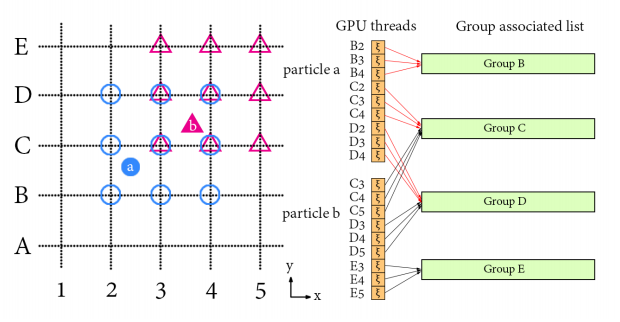 GPU threads
Group associated list
E
D
C
B
A
1 2 3 4 5
a
b
y
x
particle a
B2 ξ
B3 ξ
B4 ξ
C2 ξ
C3 ξ
C4 ξ
D2 ξ
D3 ξ
D4 ξ
particle b
C3 ξ
C4 ξ
C5 ξ
D3 ξ
D4 ξ
D5 ξ
E3 ξ
E4 ξ
E5 ξ
Group B
Group C
Group D
Group E